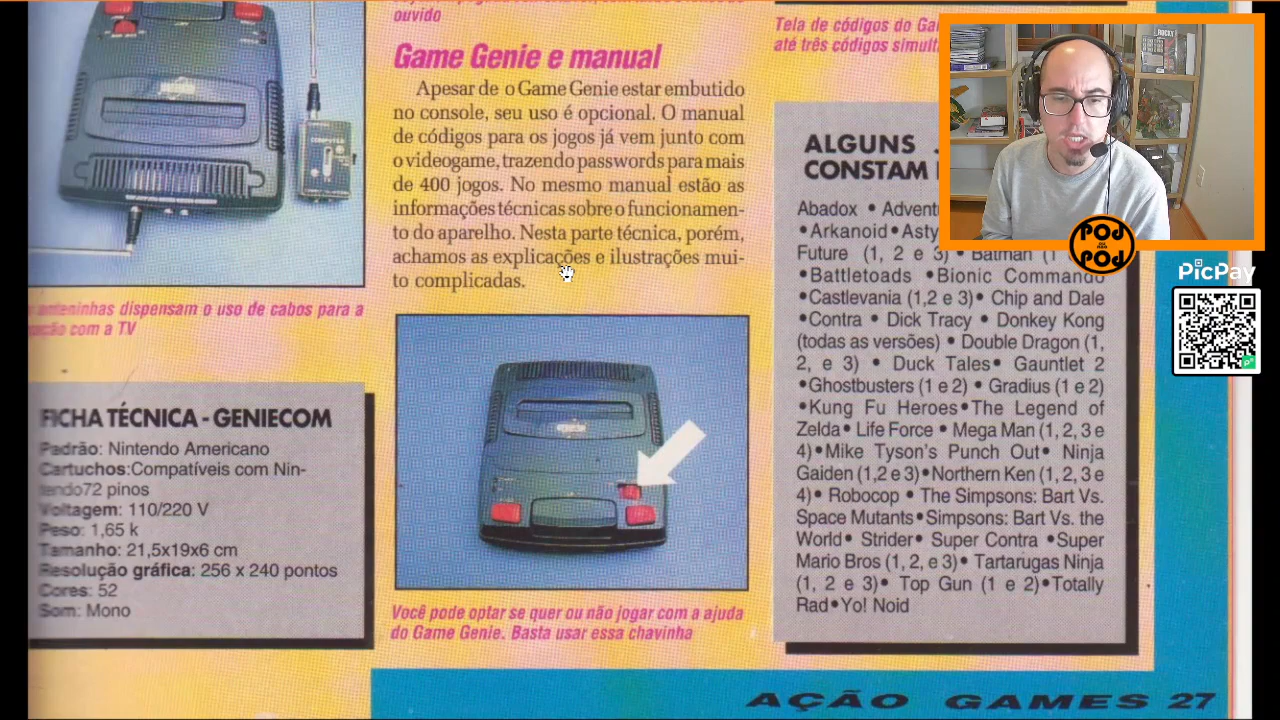 ouvido
Game Genie e manual
Apesar de o Game Genie estar embutido
no console, seu uso é opcional. O manual
de códigos para os jogos já vem junto com
o videogame, trazendo passwords para mais
de 400 jogos. No mesmo manual estão as
informações técnicas sobre o funcionamen-
to do aparelho. Nesta parte técnica, porém,
achamos as explicações e ilustrações mui-
to complicadas.
anteninhas dispensam o uso de cabos para a
com a TV
FICHA TÉCNICA - GENIECOM
Padrão: Nintendo Americano
Cartuchos:Compatíveis com Nin-
tendo72 pinos
Voltagem: 110/220 V
Peso: 1,65 k
Tamanho: 21,5x19x6 cm
Resolução gráfica: 256 x 240 pontos
Cores: 52
Som: Mono
Você pode optar se quer ou não jogar com a ajuda
do Game Genie. Basta usar essa chavinha
Tela de códigos do
até três códigos
ALGUNS
CONSTAM
Abadox •
• Arkanoid •
Future (1, 2 e 3) • Batman (1
• Battletoads • Bionic Commando
• Castlevania (1,2 e 3) • Chip and Dale
• Contra • Dick Tracy • Donkey Kong
(todas as versões) • Double Dragon (1,
2, e 3) • Duck Tales • Gauntlet 2
• Ghostbusters (1 e 2) • Gradius (1 e 2)
• Kung Fu Heroes • The Legend of
Zelda • Life Force • Mega Man (1, 2, 3 e
4) • Mike Tyson's Punch Out • Ninja
Gaiden (1,2 e 3) • Northern Ken (1, 2, 3 e
4) • Robocop • The Simpsons: Bart Vs.
Space Mutants • Simpsons: Bart Vs. the
World • Strider • Super Contra • Super
Mario Bros (1, 2, e 3) • Tartarugas Ninja
(1, 2 e 3) • Top Gun (1 e 2) • Totally
Rad • Yo! Noid
AÇÃO GAMES 27
ROCKY
POD
POD
PicPay
COMPUTER